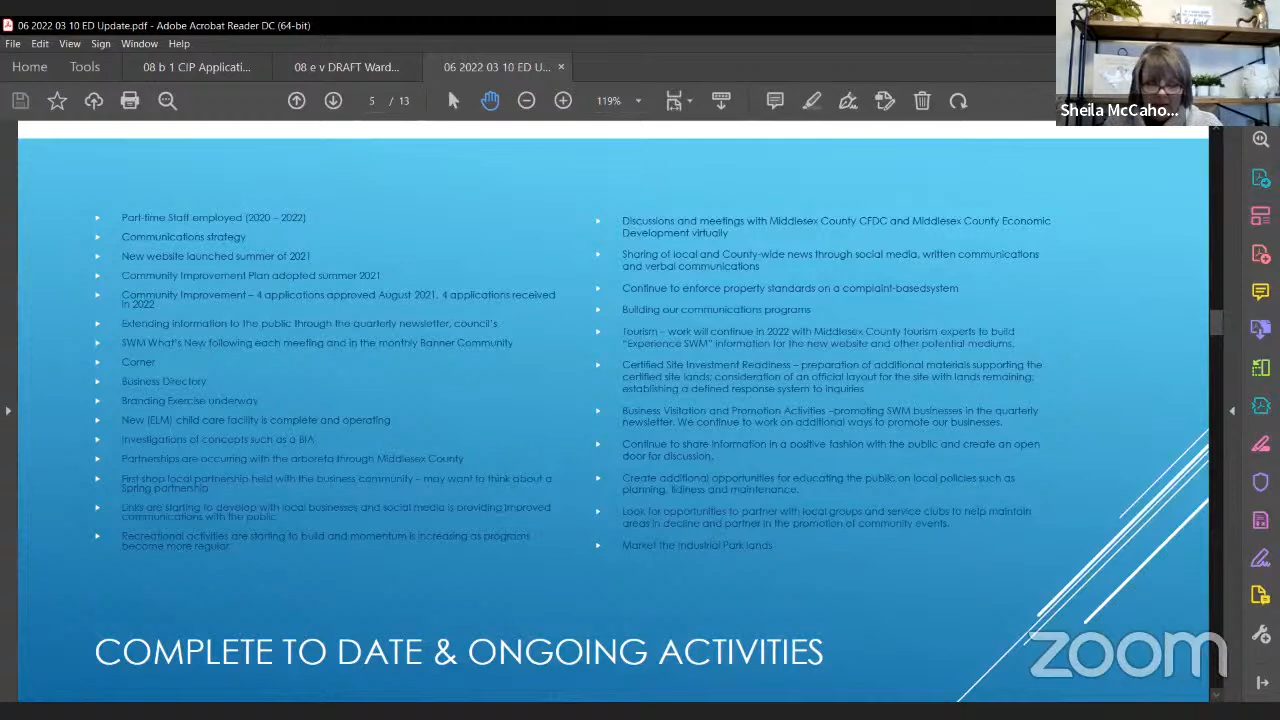 06 2022 03 10 ED Update.pdf - Adobe Acrobat Reader DC (64-bit)
File Edit View Sign Window Help
Home Tools 08 b 1 CIP Applicati... 08 e v DRAFT Ward... 06 2022 03 10 ED U... ×
5 / 13 119%
Sheila McCaho...
Part-time Staff employed (2020 – 2022)
Communications strategy
New website launched summer of 2021
Community Improvement Plan adopted summer 2021
Community Improvement – 4 applications approved August 2021, 4 applications received
in 2022
Extending information to the public through the quarterly newsletter, council's
SWM What's New following each meeting and in the monthly Banner Community
Corner
Business Directory
Branding Exercise underway
New (ELM) child care facility is complete and operating
Investigations of concepts such as a BIA
Partnerships are occurring with the arboreta through Middlesex County
First shop local partnership held with the business community – may want to think about a
Spring partnership
Links are starting to develop with local businesses and social media is providing improved
communications with the public
Recreational activities are starting to build and momentum is increasing as programs
become more regular
Discussions and meetings with Middlesex County CFDC and Middlesex County Economic
Development virtually
Sharing of local and County-wide news through social media, written communications
and verbal communications
Continue to enforce property standards on a complaint-basedsystem
Building our communications programs
Tourism – work will continue in 2022 with Middlesex County tourism experts to build
"Experience SWM" information for the new website and other potential mediums.
Certified Site Investment Readiness – preparation of additional materials supporting the
certified site lands; consideration of an official layout for the site with lands remaining;
establishing a defined response system to inquiries
Business Visitation and Promotion Activities –promoting SWM businesses in the quarterly
newsletter. We continue to work on additional ways to promote our businesses.
Continue to share information in a positive fashion with the public and create an open
door for discussion.
Create additional opportunities for educating the public on local policies such as
planning, tidiness and maintenance.
Look for opportunities to partner with local groups and service clubs to help maintain
areas in decline and partner in the promotion of community events.
Market the Industrial Park lands
COMPLETE TO DATE & ONGOING ACTIVITIES
zoom